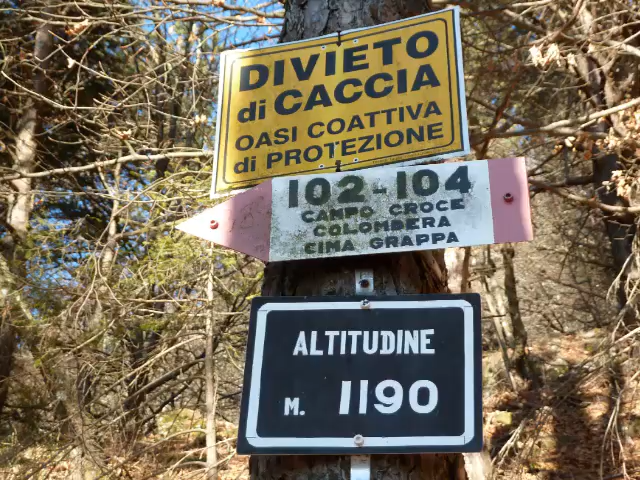 DIVIETO
di CACCIA
OASI COATTIVA
di PROTEZIONE
102-104
CAMPO CROCE
COLOMBERA
CIMA GRAPPA
ALTITUDINE
M. 1190